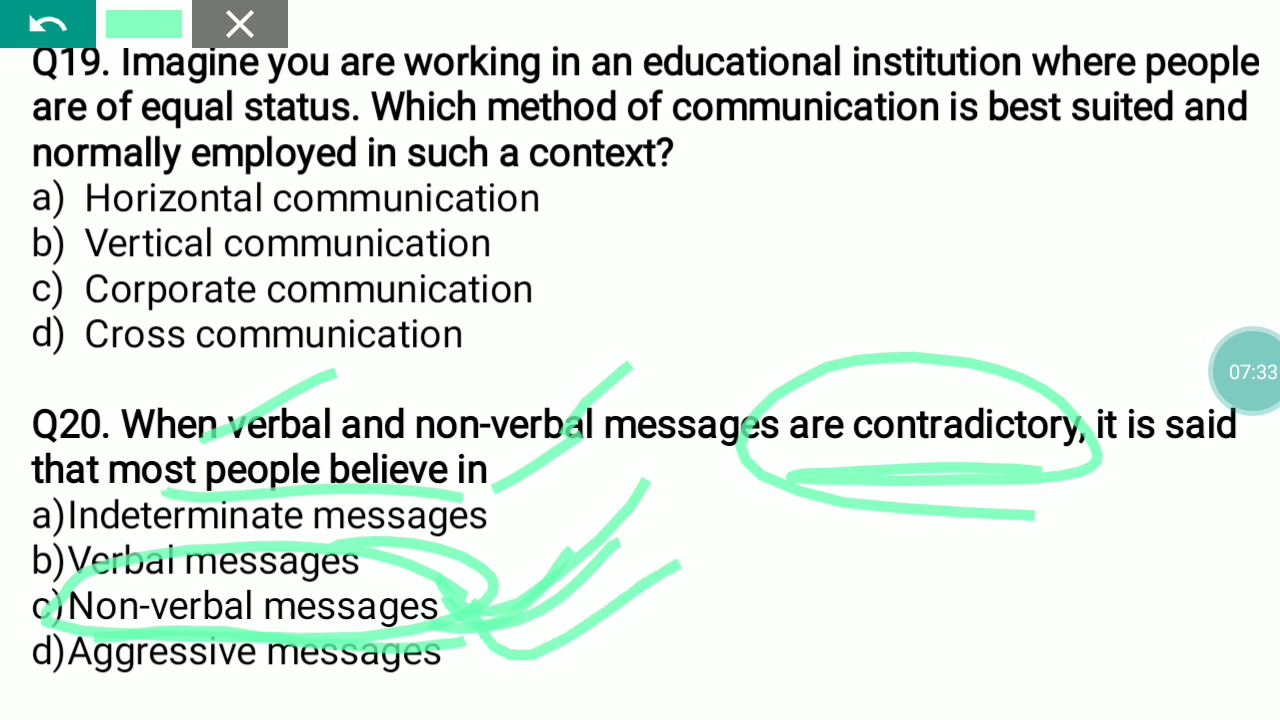 Q19. Imagine you are working in an educational institution where people
are of equal status. Which method of communication is best suited and
normally employed in such a context?
a) Horizontal communication
b) Vertical communication
c) Corporate communication
d) Cross communication
07:33
Q20. When verbal and non-verbal messages are contradictory, it is said
that most people believe in
a)Indeterminate messages
b)Verbal messages
c)Non-verbal messages
d)Aggressive messages